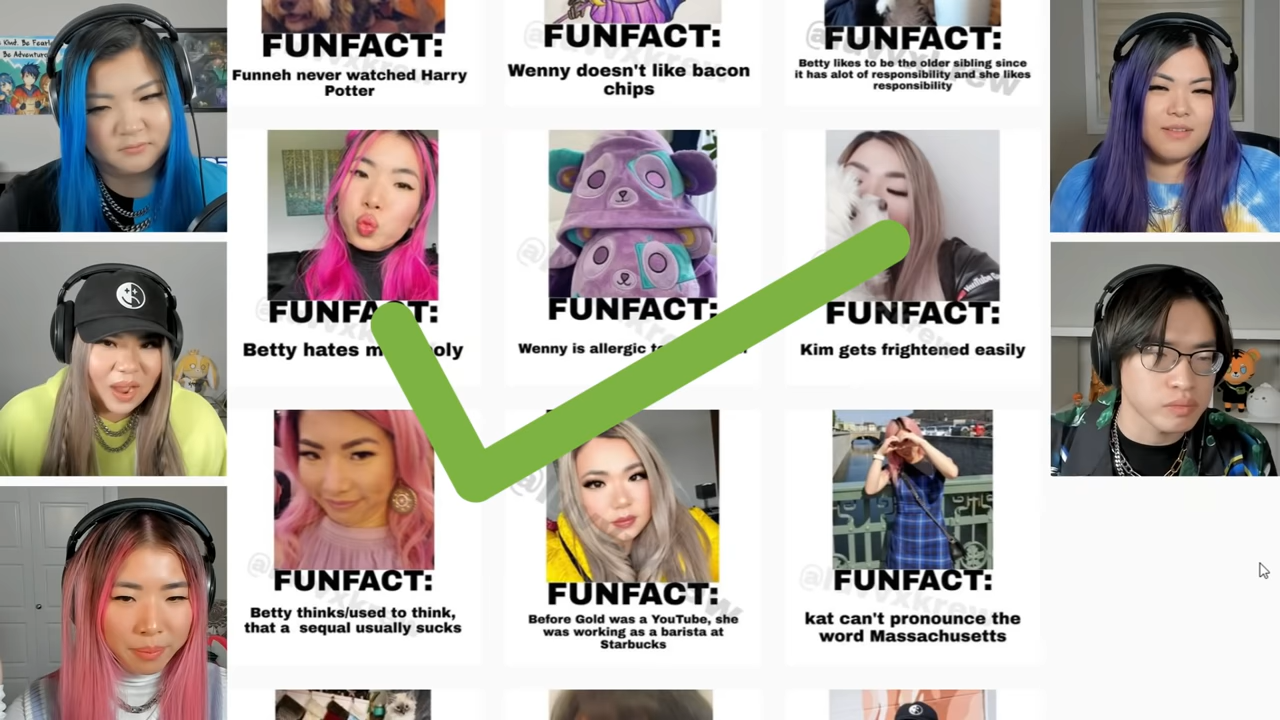 FUNFACT:
Funneh never watched Harry
Potter
FUNFACT:
Wenny doesn't like bacon
chips
FUNFACT:
Betty likes to be the older sibling since
it has alot of responsibility and she likes
responsibility
FUNFACT:
Betty hates
FUNFACT:
Wenny is allergic
FUNFACT:
Kim gets frightened easily
FUNFACT:
Betty thinks/used to think,
that a sequal usually sucks
FUNFACT:
Before Gold was a YouTube, she
was working as a barista at
Starbucks
FUNFACT:
kat can't pronounce the
word Massachusetts